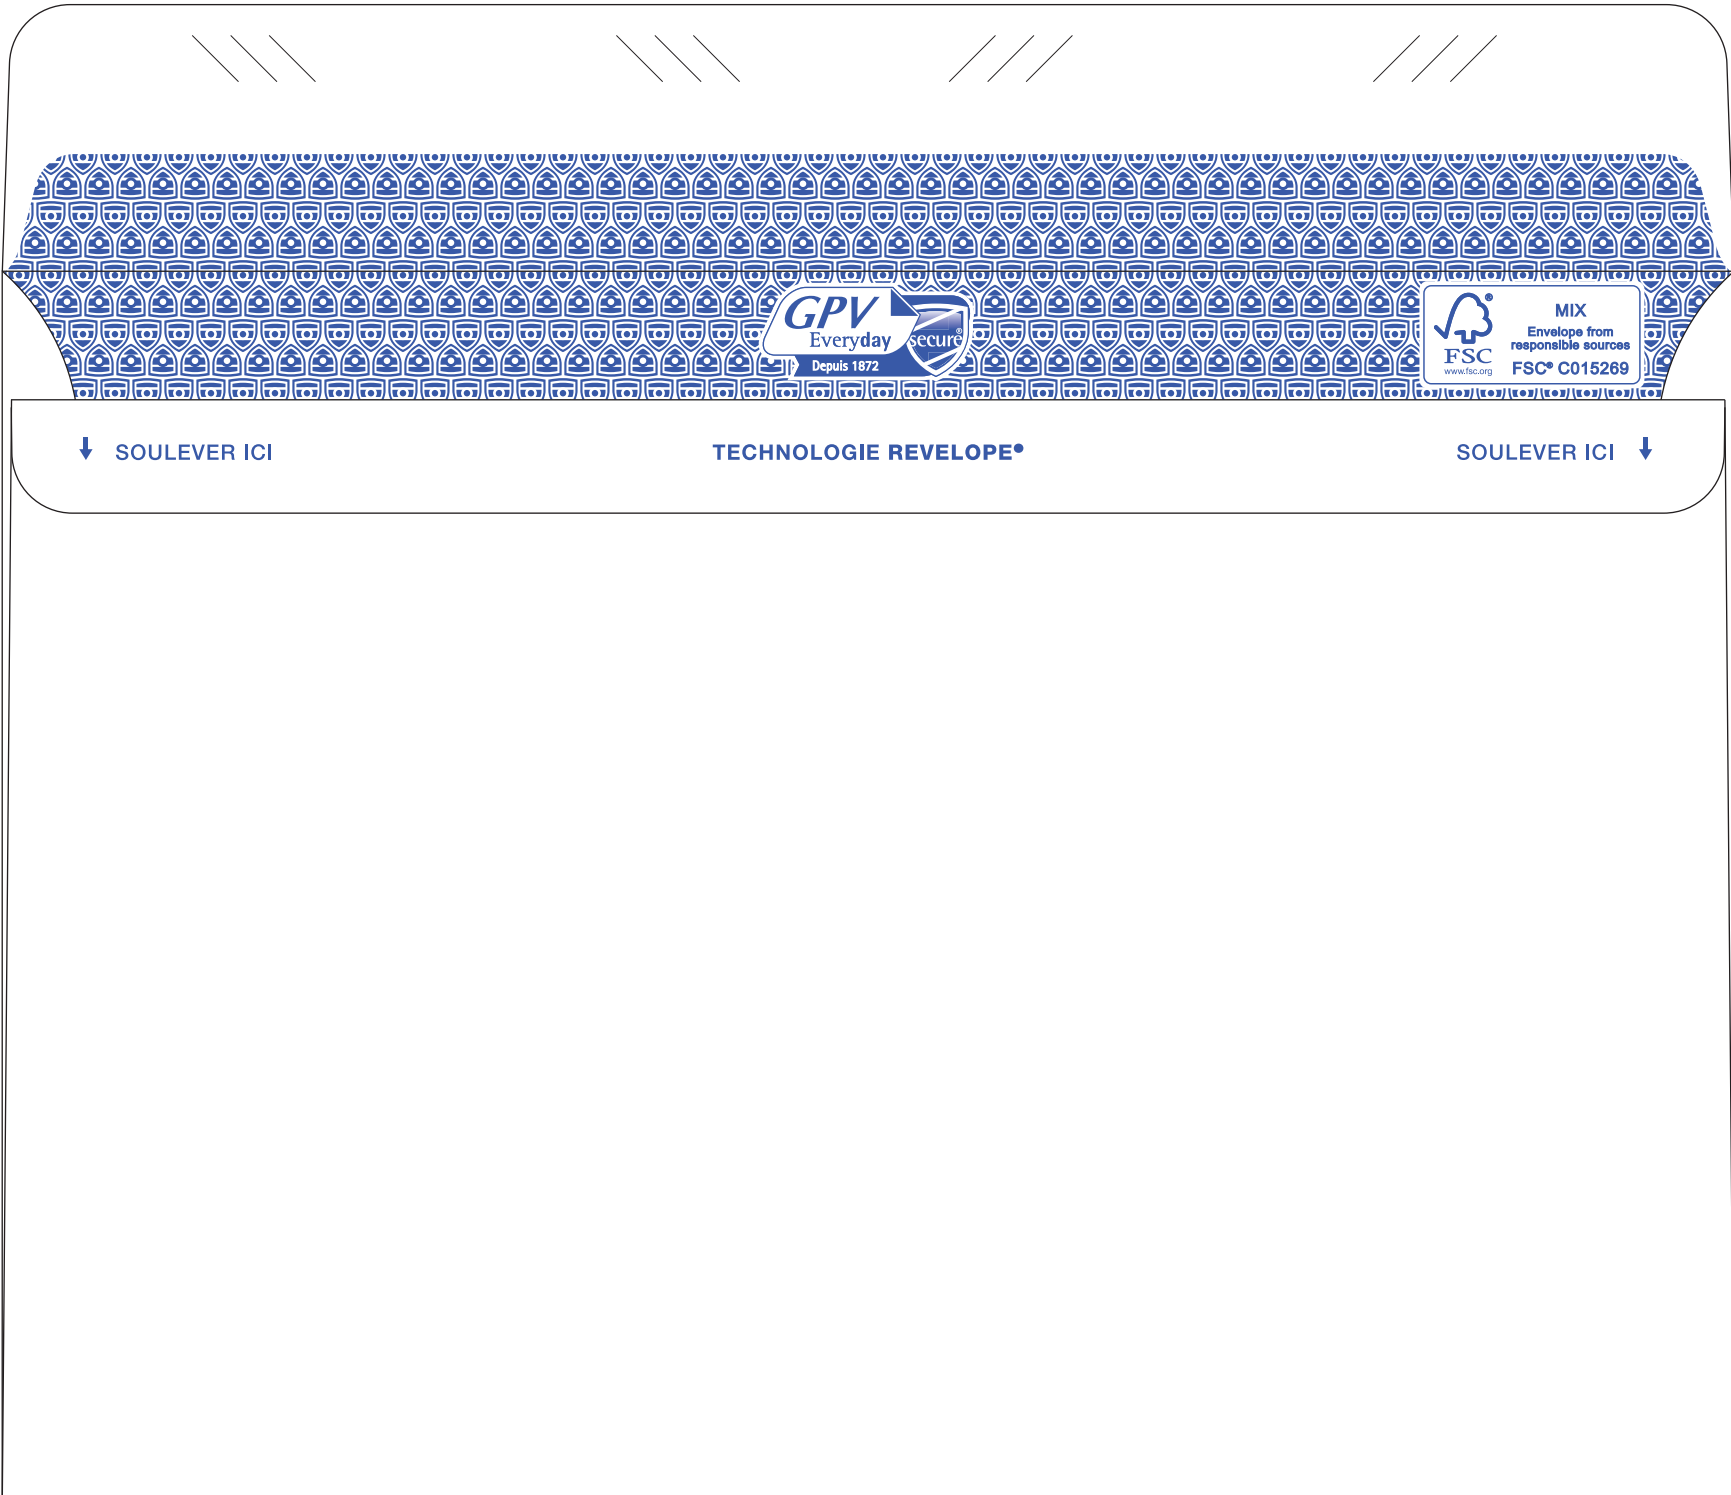 GPV
Everyday
secure®
Depuis 1872
®
FSC
www.fsc.org
MIX
Envelope from
responsible sources
FSC® C015269
SOULEVER ICI
TECHNOLOGIE REVELOPE®
SOULEVER ICI